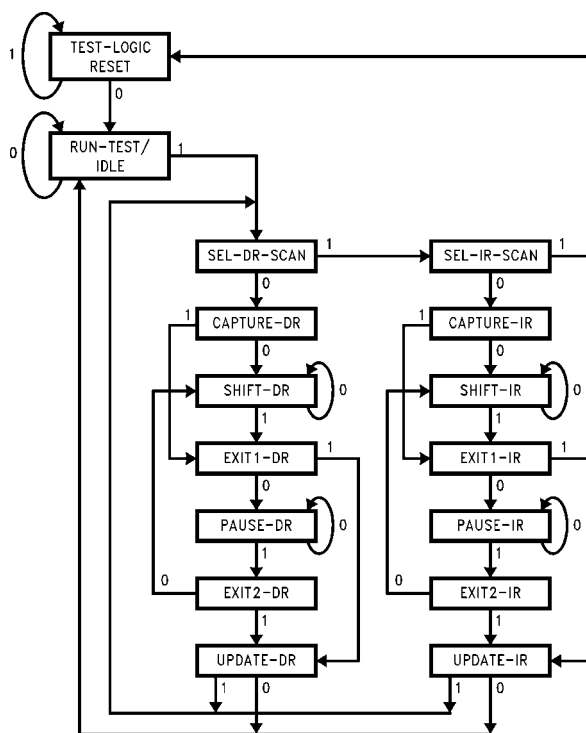 TEST-LOGIC
RESET
1
0
RUN-TEST/
IDLE
0
1
SEL-DR-SCAN
1
SEL-IR-SCAN
1
0
0
1
CAPTURE-DR
1
CAPTURE-IR
0
0
SHIFT-DR
0
SHIFT-IR
0
1
1
EXIT1-DR
1
EXIT1-IR
1
0
0
PAUSE-DR
0
PAUSE-IR
0
1
1
0
EXIT2-DR
0
EXIT2-IR
1
1
UPDATE-DR
UPDATE-IR
1
0
1
0